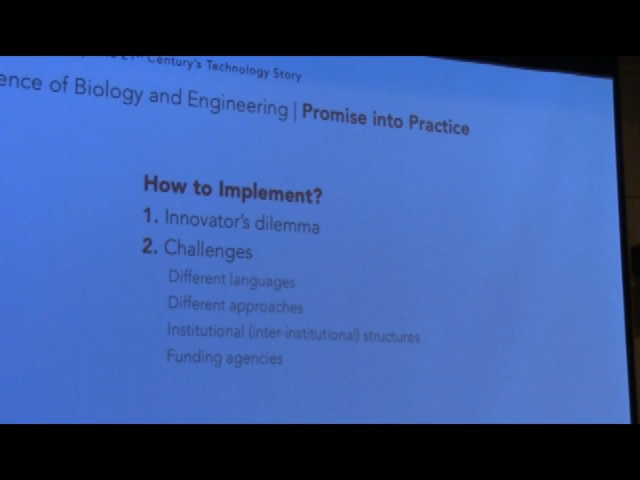 21st Century's Technology Story
ence of Biology and Engineering | Promise into Practice
How to Implement?
1. Innovator's dilemma
2. Challenges
Different languages
Different approaches
Institutional (inter-institutional) structures
Funding agencies